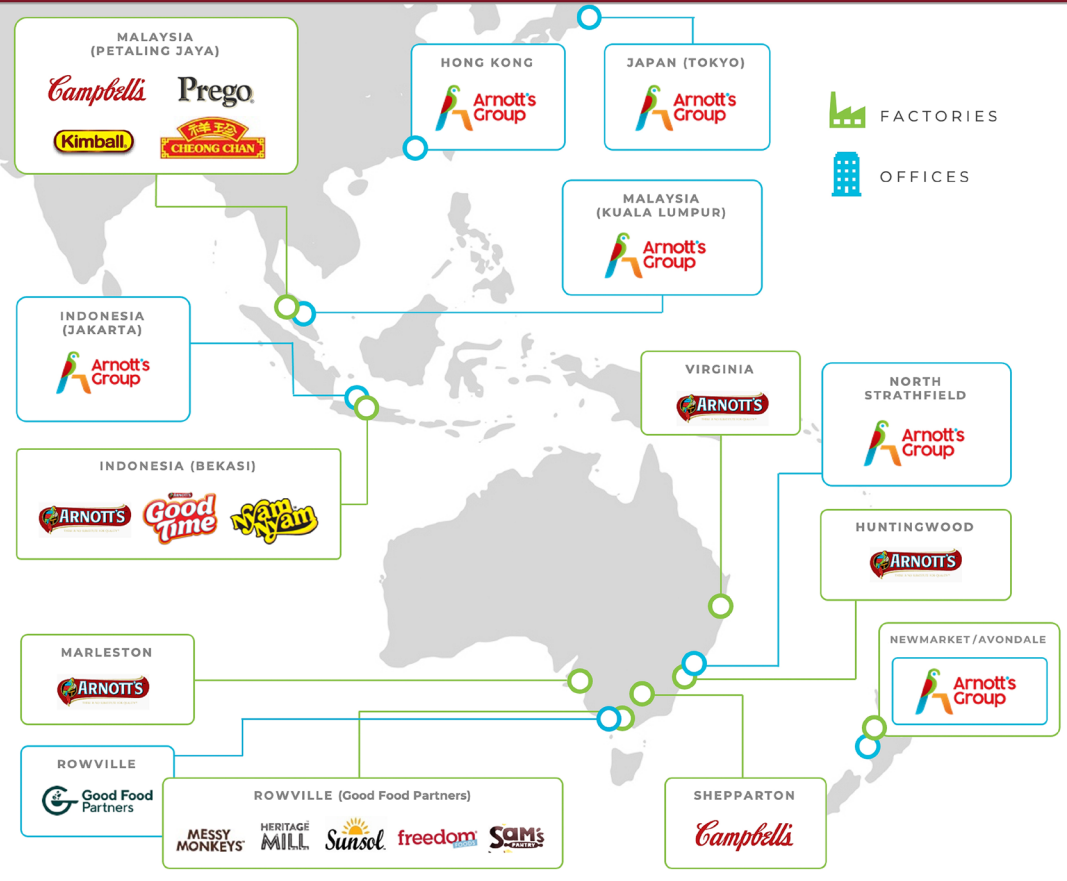 MALAYSIA
(PETALING JAYA)
Campbell's
Prego
Kimball
祥珍
CHEONG CHAN
HONG KONG
Arnott's
Group
JAPAN (TOKYO)
Arnott's
Group
FACTORIES
OFFICES
MALAYSIA
(KUALA LUMPUR)
Arnott's
Group
INDONESIA
(JAKARTA)
Arnott's
Group
VIRGINIA
ARNOTT'S
NORTH
STRATHFIELD
Arnott's
Group
INDONESIA (BEKASI)
ARNOTT'S
ARNOTT'S
Good
Time
Nyam
Nyam
HUNTINGWOOD
ARNOTT'S
MARLESTON
ARNOTT'S
NEWMARKET/AVONDALE
Arnott's
Group
ROWVILLE
Good Food
Partners
ROWVILLE (Good Food Partners)
MESSY
MONKEYS
HERITAGE
MILL
Sunsol
freedom
FOODS
SAM's
PANTRY
SHEPPARTON
Campbell's